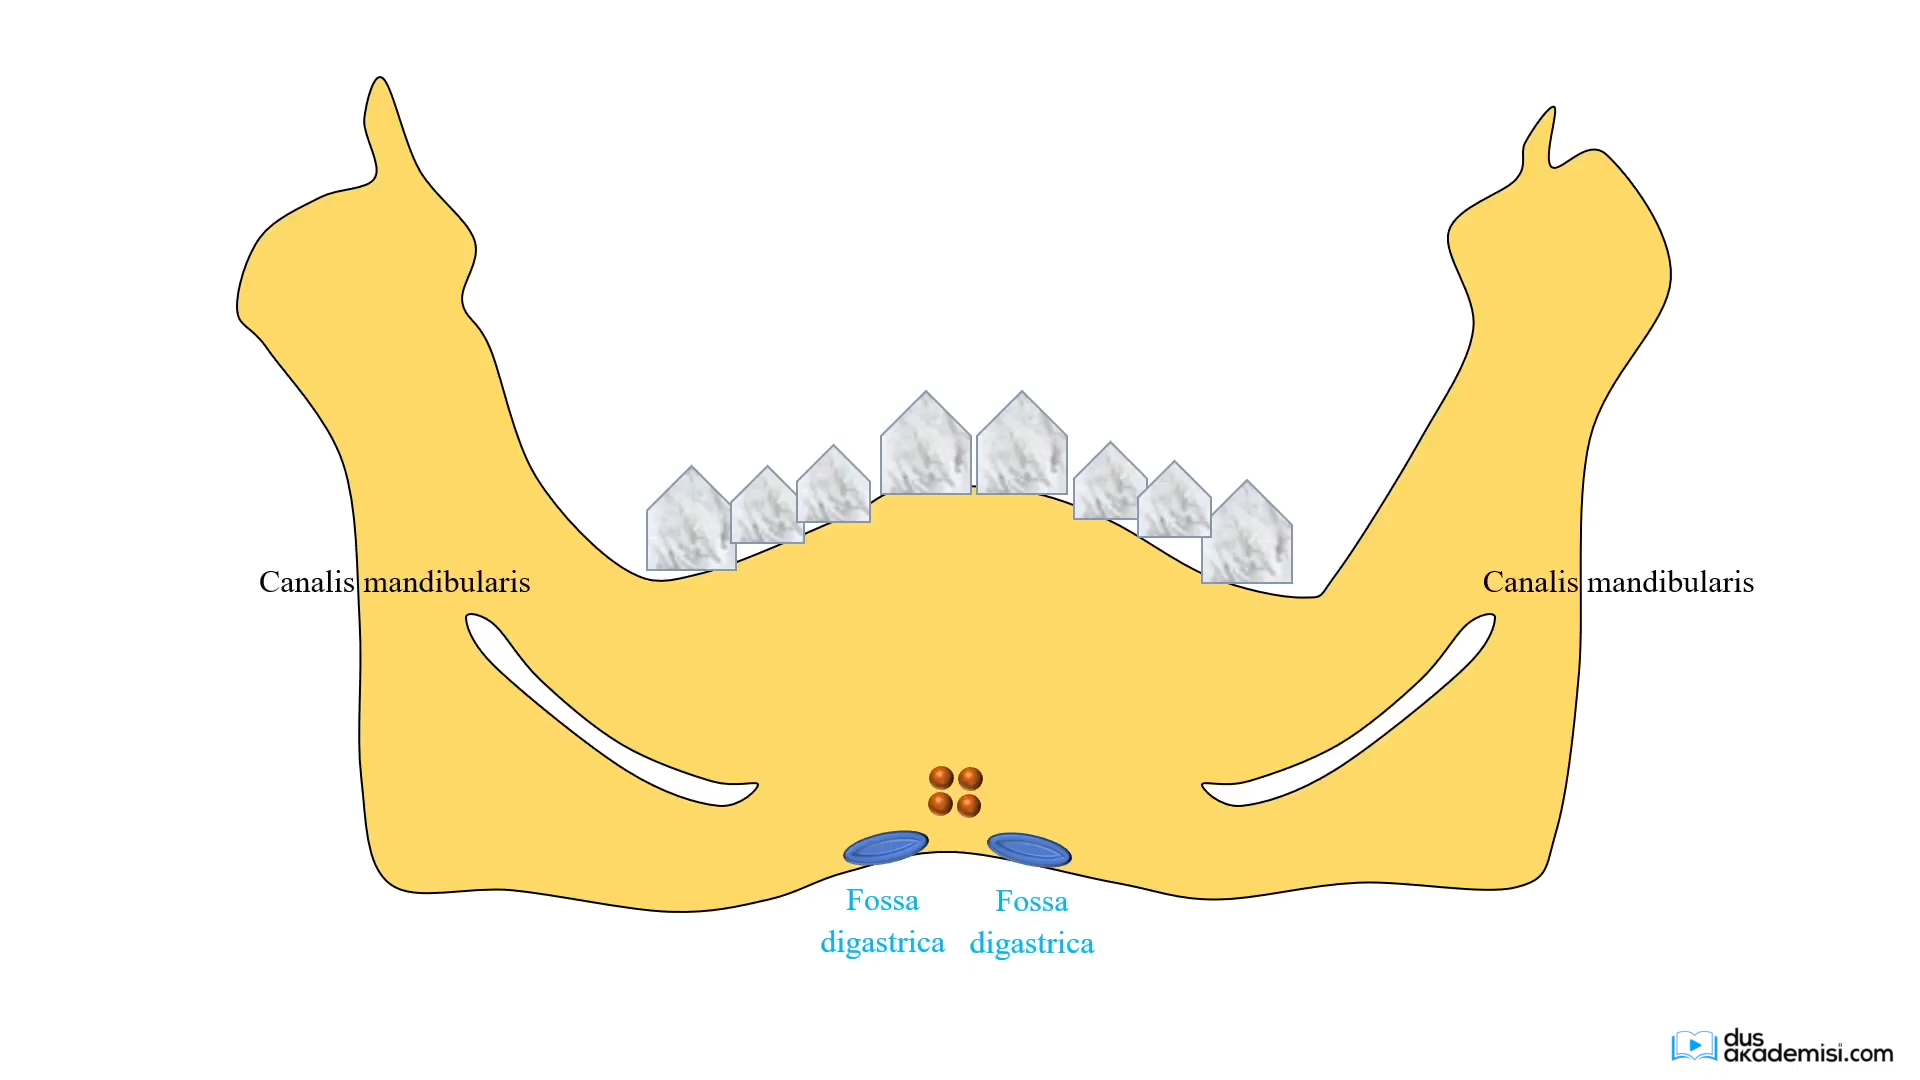 Canalis mandibularis
Canalis mandibularis
Fossa
digastrica
Fossa
digastrica
dus
akademisi.com